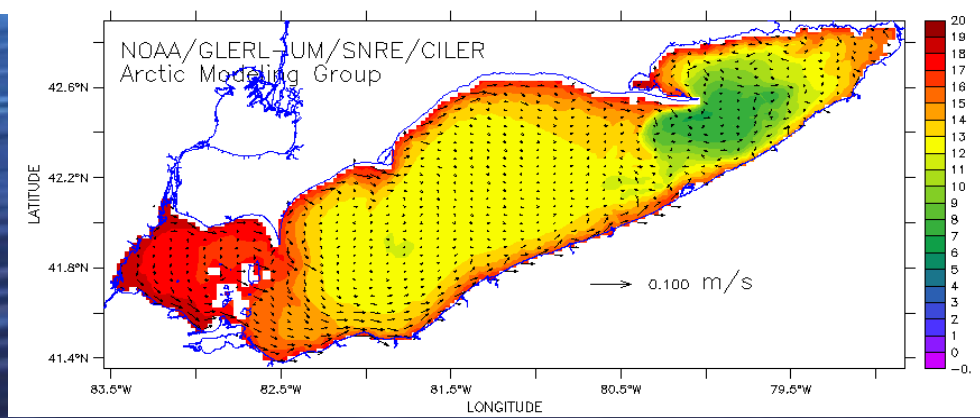 NOAA/GLERL-UM/SNRE/CILER
Arctic Modeling Group
42.6°N
42.2°N
41.8°N
41.4°N
LATITUDE
0.100 m/s
83.5°W
82.5°W
81.5°W
80.5°W
79.5°W
LONGITUDE
20
19
18
17
16
15
14
13
12
11
10
9
8
7
6
5
4
3
2
1
0
-0.